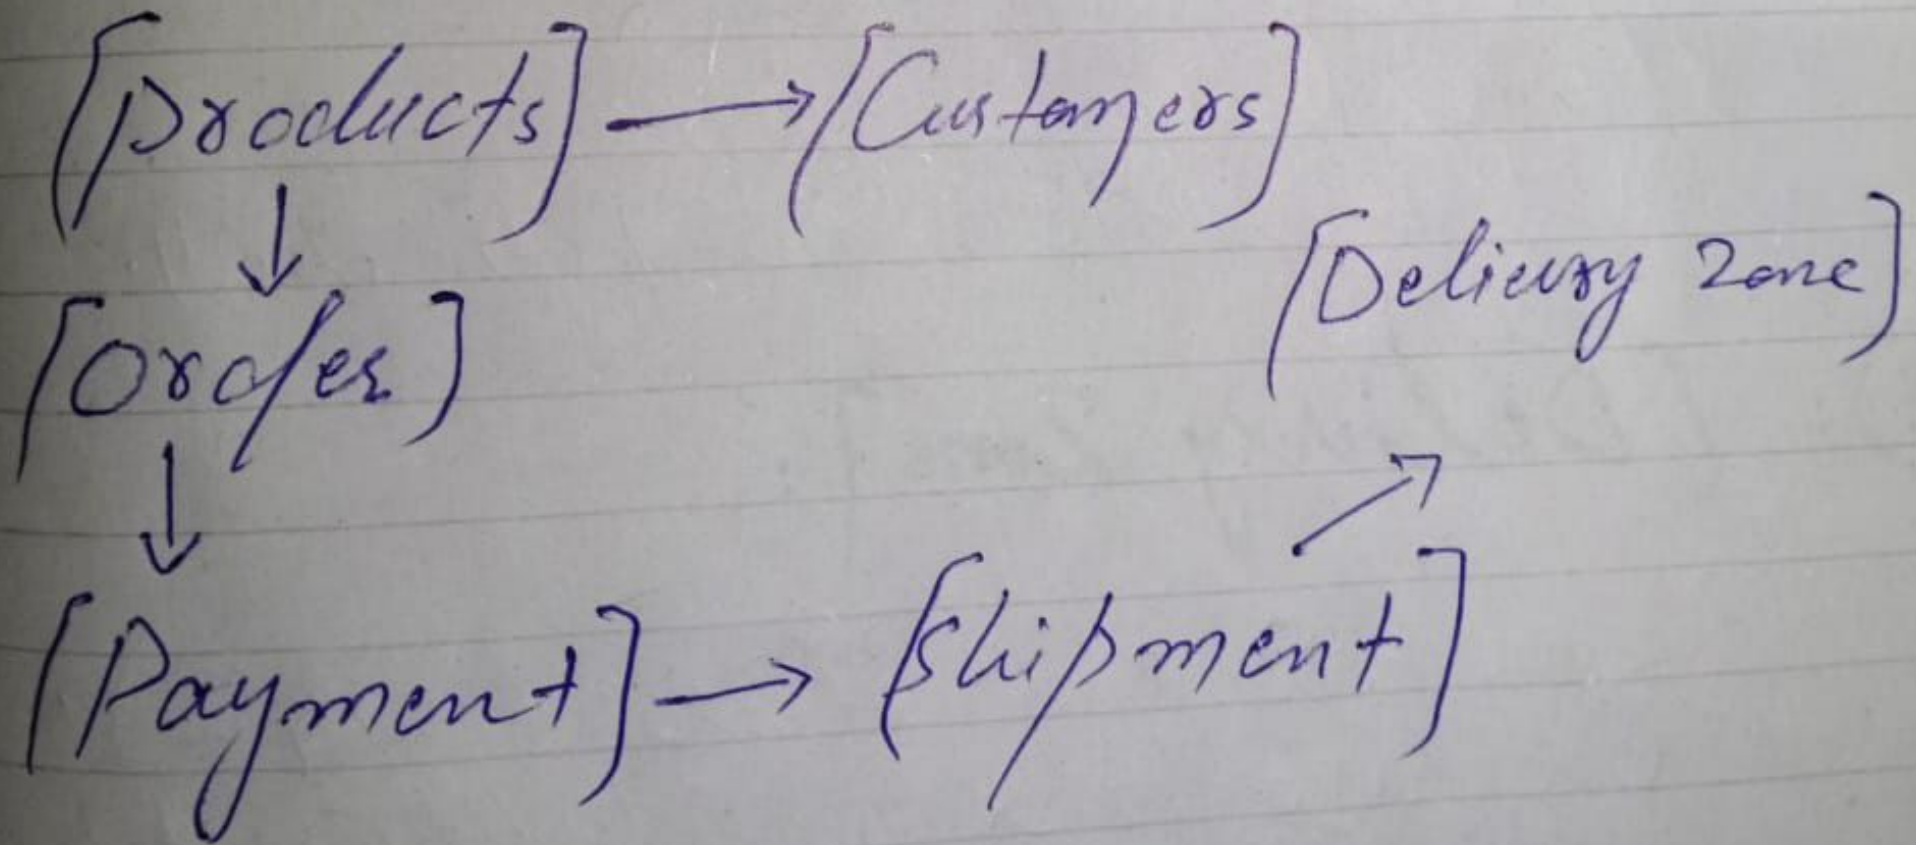 [Products] → [Customers]
↓
[Delivery Zone]
[Order]
↓
↗
[Payment] → [Shipment]